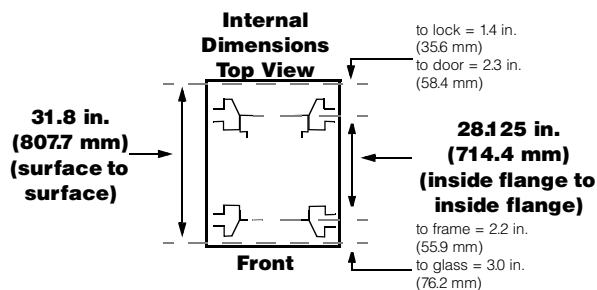 Internal
Dimensions
Top View
to lock = 1.4 in.
(35.6 mm)
to door = 2.3 in.
(58.4 mm)
31.8 in.
(807.7 mm)
(surface to
surface)
28.125 in.
(714.4 mm)
(inside flange to
inside flange)
to frame = 2.2 in.
(55.9 mm)
to glass = 3.0 in.
(76.2 mm)
Front